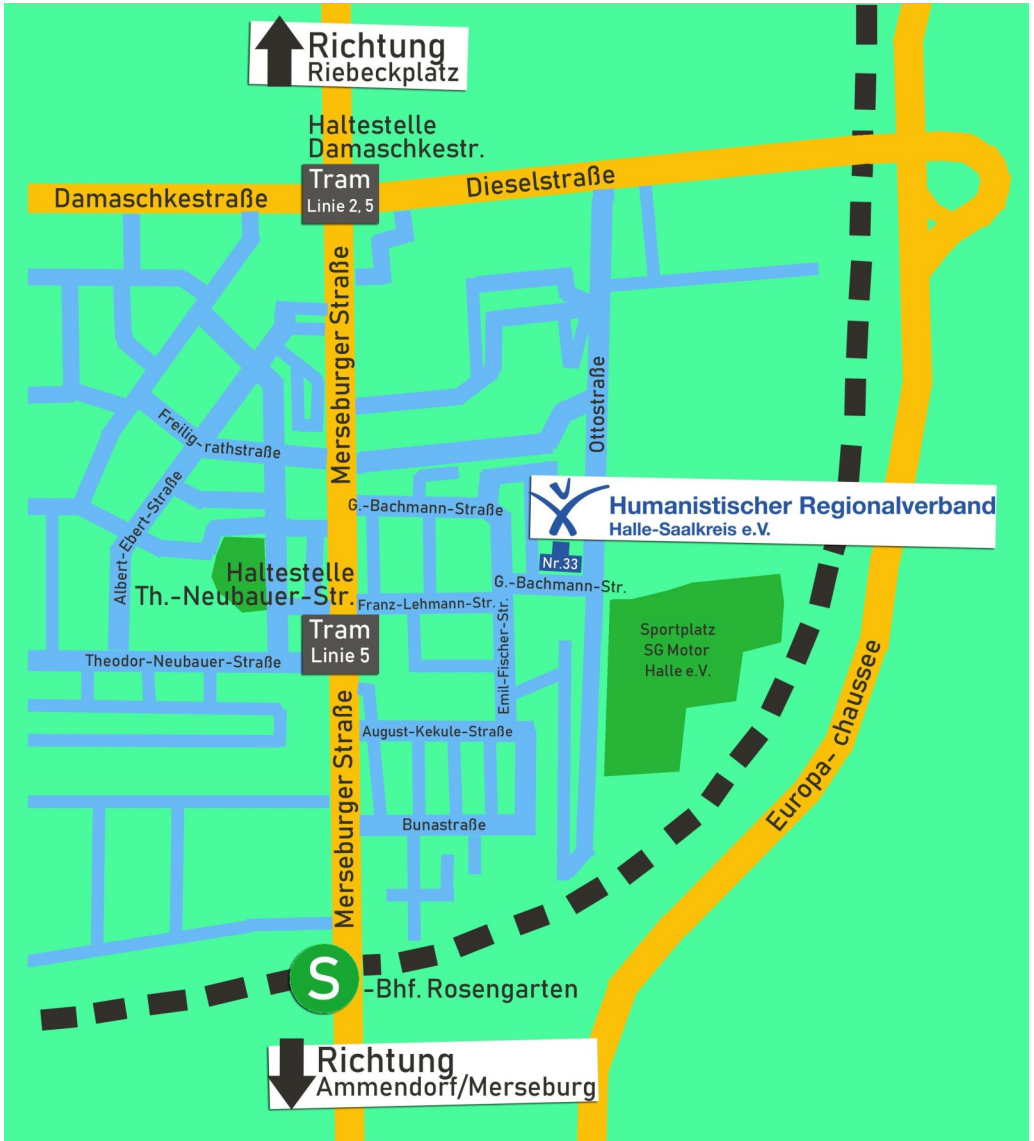 Richtung
Riebeckplatz
Haltestelle
Damaschkestr.
Tram
Linie 2, 5
Damaschkestraße
Dieselstraße
Merseburger Straße
Ottostraße
Freilig-rathstraße
Albert-Ebert-Straße
G.-Bachmann-Straße
Humanistischer Regionalverband
Halle-Saalkreis e.V.
Nr.33
G.-Bachmann-Str.
Haltestelle
Th.-Neubauer-Str.
Franz-Lehmann-Str.
Emil-Fischer-Str.
Tram
Linie 5
Theodor-Neubauer-Straße
Sportplatz
SG Motor
Halle e.V.
August-Kekule-Straße
Merseburger Straße
Bunastraße
Europa- chaussee
S
-Bhf. Rosengarten
Richtung
Ammendorf/Merseburg